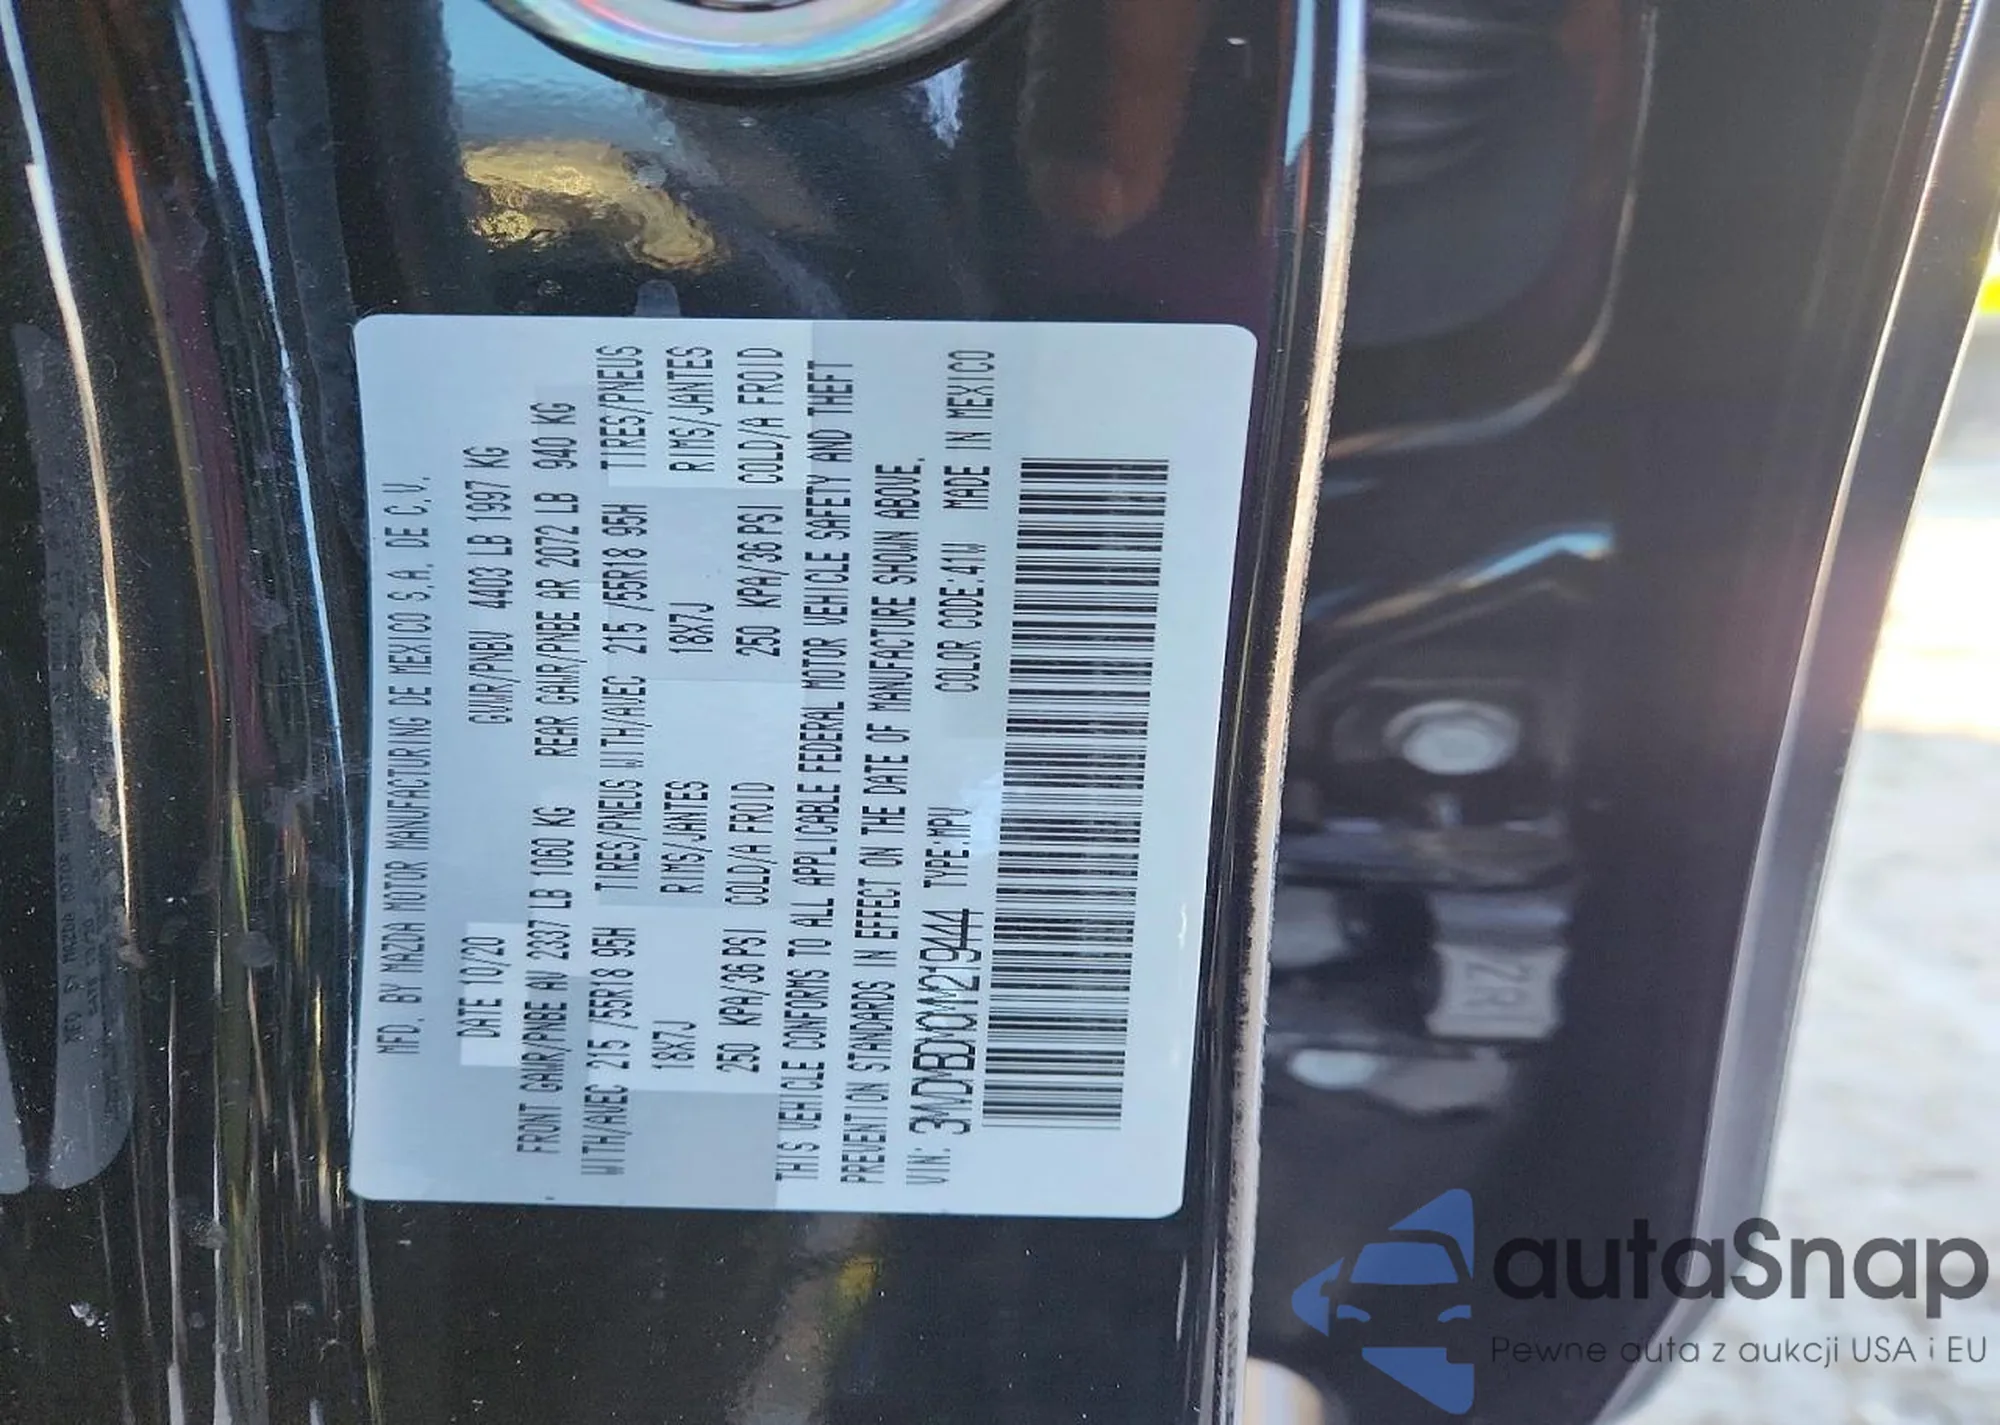 MFD. BY MAZDA MOTOR MANUFACTURING DE MEXICO S.A. DE C.V.
DATE 10/20 GVWR/PNBV 4403 LB 1997 KG
FRONT GAWR/PNBE AV 2337 LB 1060 KG REAR GAWR/PNBE AR 2072 LB 940 KG
WITH/AVEC 215 /55R18 95H TIRES/PNEUS WITH/AVEC 215 /55R18 95H TIRES/PNEUS
18X7J RIMS/JANTES 18X7J RIMS/JANTES
250 KPA/36 PSI COLD/A FROID 250 KPA/36 PSI COLD/A FROID
THIS VEHICLE CONFORMS TO ALL APPLICABLE FEDERAL MOTOR VEHICLE SAFETY AND THEFT
PREVENTION STANDARDS IN EFFECT ON THE DATE OF MANUFACTURE SHOWN ABOVE.
VIN: 3MVDMBDXXM219444 TYPE:MPV COLOR CODE:41W MADE IN MEXICO
2R1
autaSnap
Pewne auta z aukcji USA i EU